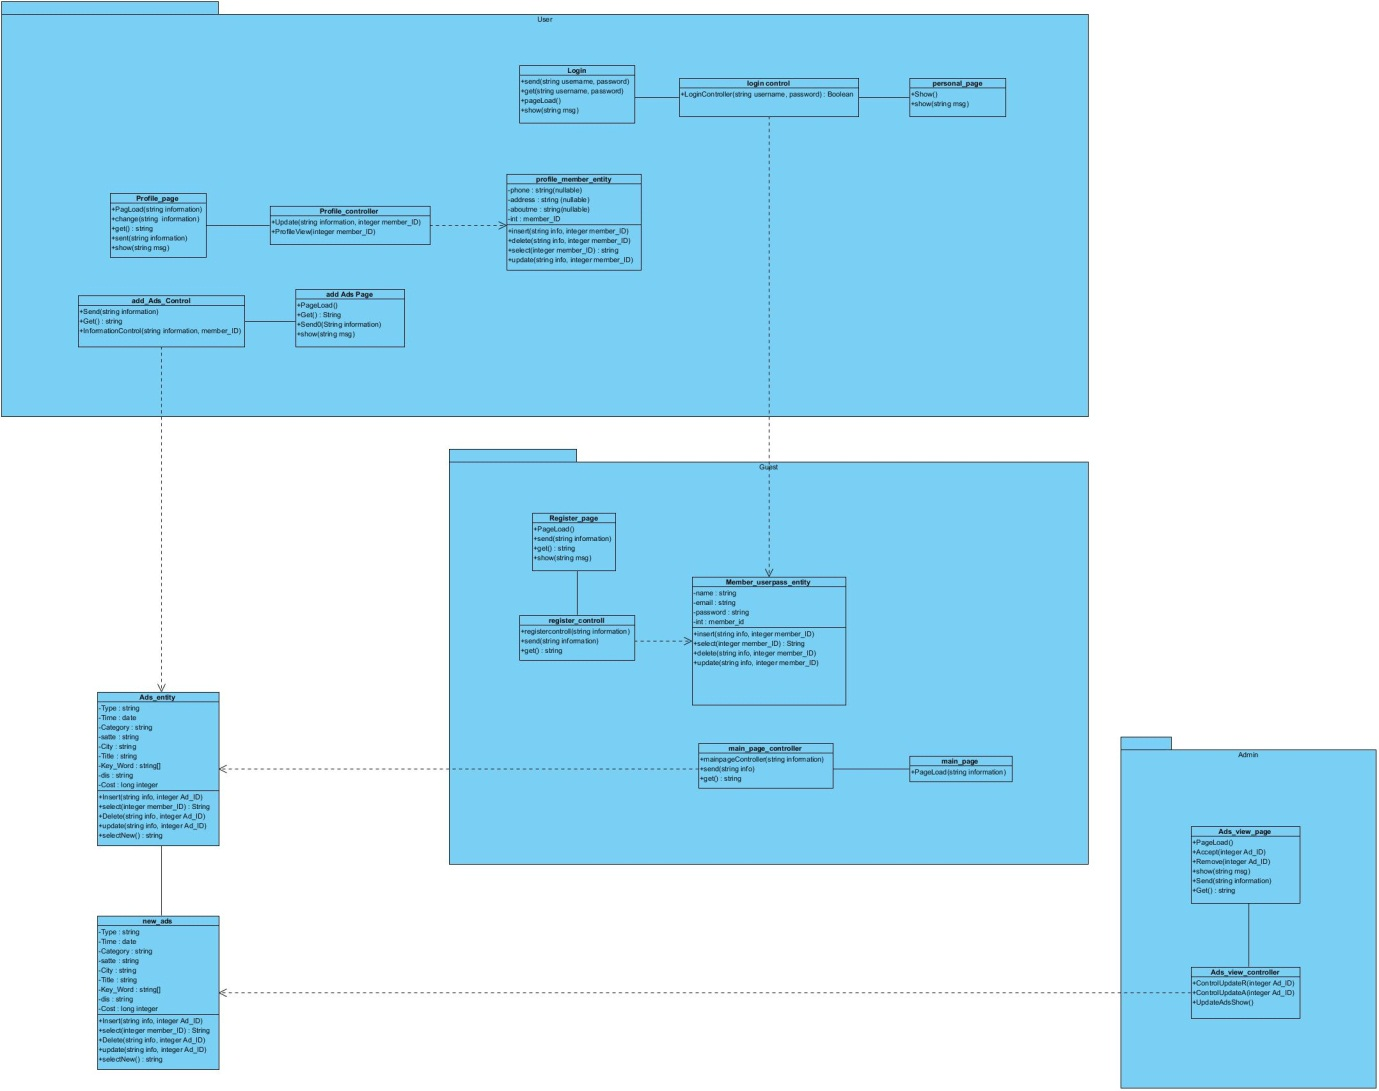 User
Login
+send(string username, password)
+get(string username, password)
+pageLoad()
+show(string msg)
login control
+LoginController(string username, password) : Boolean
personal_page
+Show()
+show(string msg)
Profile_page
+PagLoad(string information)
+change(string information)
+get() : string
+sent(string information)
+show(string msg)
Profile_controller
+Update(string information, integer member_ID)
+ProfileView(integer member_ID)
profile_member_entity
-phone : string(nullable)
-address : string (nullable)
-aboutme : string(nullable)
-int : member_ID
+insert(string info, integer member_ID)
+delete(string info, integer member_ID)
+select(integer member_ID) : string
+update(string info, integer member_ID)
add_Ads_Control
+Send(string information)
+Get() : string
+InformationControl(string information, member_ID)
add Ads Page
+PageLoad()
+Get() : String
+Send0(String information)
+show(string msg)
Guest
Register_page
+PageLoad()
+send(string information)
+get() : string
+show(string msg)
register_controll
+registercontroll(string information)
+send(string information)
+get() : string
Member_userpass_entity
-name : string
-email : string
-password : string
-int : member_id
+insert(string info, integer member_ID)
+select(integer member_ID) : String
+delete(string info, integer member_ID)
+update(string info, integer member_ID)
main_page_controller
+mainpageController(string information)
+send(string info)
+get() : string
main_page
+PageLoad(string information)
Ads_entity
-Type : string
-Time : date
-Category : string
-satte : string
-City : string
-Title : string
-Key_Word : string[]
-dis : string
-Cost : long integer
+Insert(string info, integer Ad_ID)
+select(integer member_ID) : String
+Delete(string info, integer Ad_ID)
+update(string info, integer Ad_ID)
+selectNew() : string
new_ads
-Type : string
-Time : date
-Category : string
-satte : string
-City : string
-Title : string
-Key_Word : string[]
-dis : string
-Cost : long integer
+Insert(string info, integer Ad_ID)
+select(integer member_ID) : String
+Delete(string info, integer Ad_ID)
+update(string info, integer Ad_ID)
+selectNew() : string
Admin
Ads_view_page
+PageLoad()
+Accept(integer Ad_ID)
+Remove(integer Ad_ID)
+show(string msg)
+Send(string information)
+Get() : string
Ads_view_controller
+ControlUpdateR(integer Ad_ID)
+ControlUpdateA(integer Ad_ID)
+UpdateAdsShow()